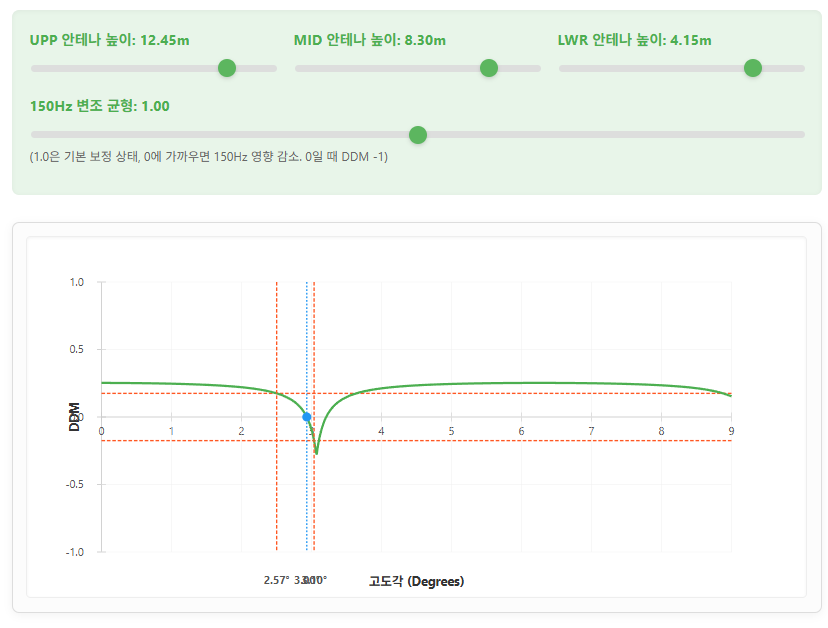 UPP 안테나 높이: 12.45m
MID 안테나 높이: 8.30m
LWR 안테나 높이: 4.15m
150Hz 변조 균형: 1.00
(1.0은 기본 보정 상태, 0에 가까우면 150Hz 영향 감소. 0일 때 DDM -1)
1.0
0.5
DDM
0 1 2 4 5 6 7 8 9
-0.5
-1.0
2.57°
고도각 (Degrees)